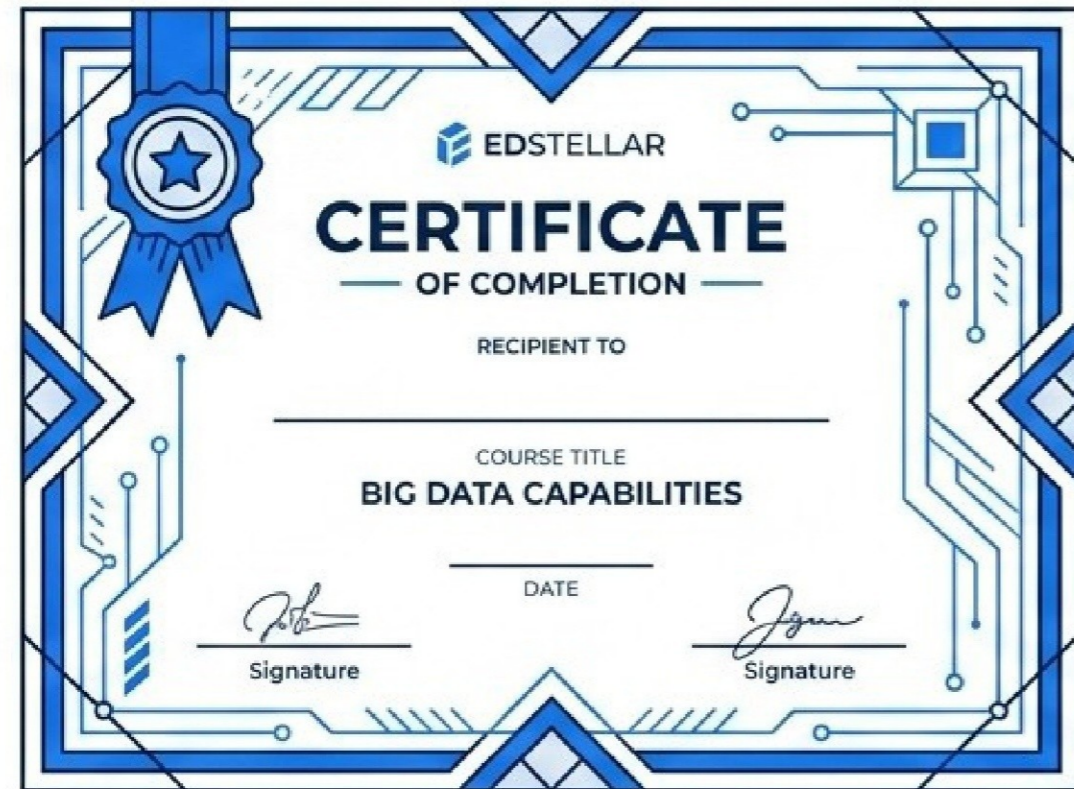 EDSTELLAR
CERTIFICATE
OF COMPLETION
RECIPIENT TO
COURSE TITLE
BIG DATA CAPABILITIES
DATE
Signature
Signature